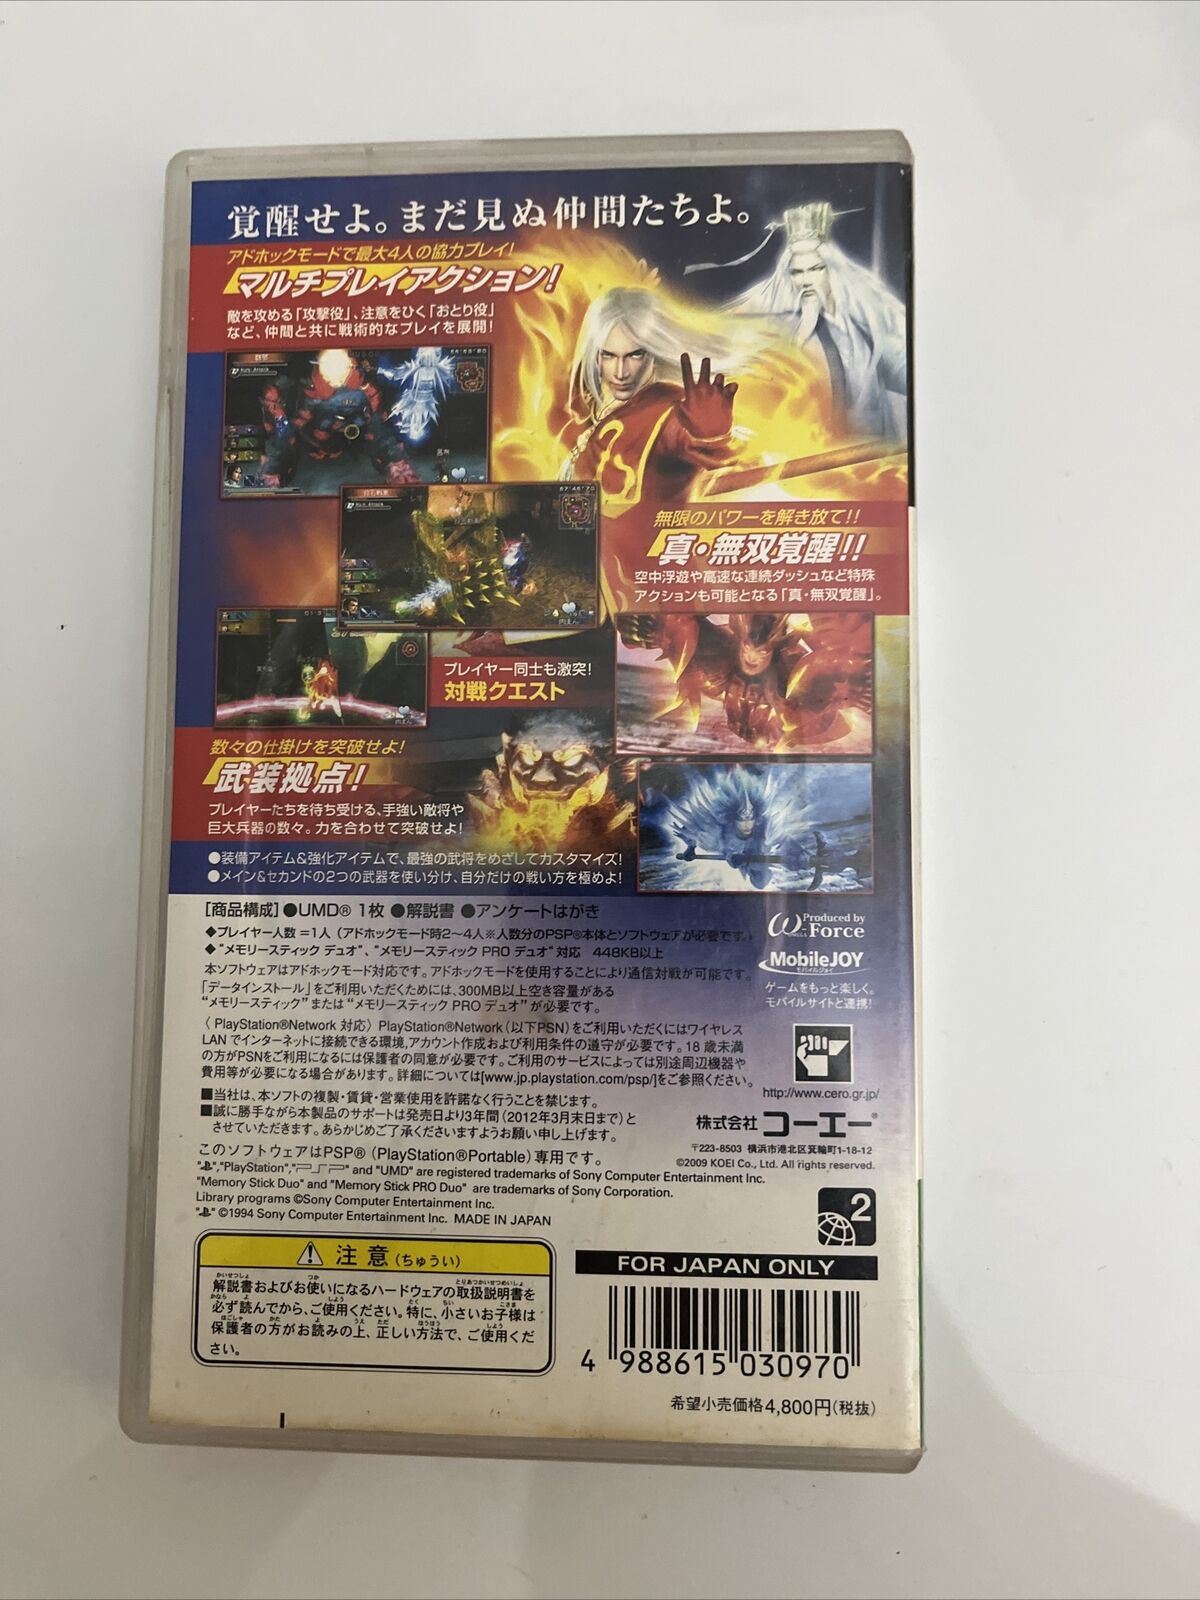 覚醒せよ。まだ見ぬ仲間たちよ。
アドホックモードで最大4人の協力プレイ!
マルチプレイアクション!
敵を攻める「攻撃役」、注意をひく「おとり役」
など、仲間と共に戦術的なプレイを展開!
無限のパワーを解き放て!!
真・無双覚醒!!
空中浮遊や高速な連続ダッシュなど特殊
アクションも可能となる「真・無双覚醒」。
プレイヤー同士も激突!
対戦クエスト
数々の仕掛けを突破せよ!
武装拠点!
プレイヤーたちを待ち受ける、手強い敵将や
巨大兵器の数々。力を合わせて突破せよ!
●装備アイテム&強化アイテムで、最強の武将をめざしてカスタマイズ!
●メイン&セカンドの2つの武器を使い分け、自分だけの戦い方を極めよ!
[商品構成] ●UMD® 1枚 ●解説書 ●アンケートはがき
◆プレイヤー人数 =1人 (アドホックモード時2~4人※人数分のPSP®本体とソフトウェアが必要です。)
◆"メモリースティック デュオ"、"メモリースティック PRO デュオ" 対応 448KB以上
本ソフトウェアはアドホックモード対応です。アドホックモードを使用することにより通信対戦が可能です。
「データインストール」をご利用いただくためには、300MB以上空き容量がある
"メモリースティック"または"メモリースティック PRO デュオ"が必要です。
〈 PlayStation®Network 対応〉PlayStation®Network (以下PSN)をご利用いただくにはワイヤレス
LANでインターネットに接続できる環境、アカウント作成および利用条件の遵守が必要です。18歳未満
の方がPSNをご利用になるには保護者の同意が必要です。ご利用のサービスによっては別途周辺機器や
費用等が必要になる場合があります。詳細については[www.jp.playstation.com/psp/]をご参照ください。
■当社は、本ソフトの複製・賃貸・営業使用を許諾なく行うことを禁じます。
■誠に勝手ながら本製品のサポートは発売日より3年間(2012年3月末日まで)と
させていただきます。あらかじめご了承くださいますようお願い申し上げます。
このソフトウェアはPSP® (PlayStation®Portable) 専用です。
"PlayStation","PSP" and "UMD" are registered trademarks of Sony Computer Entertainment Inc.
"Memory Stick Duo" and "Memory Stick PRO Duo" are trademarks of Sony Corporation.
Library programs ©Sony Computer Entertainment Inc.
©1994 Sony Computer Entertainment Inc. MADE IN JAPAN
Produced by
ω-Force
MobileJOY
モバイルジョイ
ゲームをもっと楽しく。
モバイルサイトと連携!
http://www.cero.gr.jp/
株式会社 コーエー®
〒223-8503 横浜市港北区箕輪町1-18-12
©2009 KOEI Co., Ltd. All rights reserved.
2
注意(ちゅうい)
解説書およびお使いになるハードウェアの取扱説明書を
必ず読んでから、ご使用ください。特に、小さいお子様は
保護者の方がお読みの上、正しい方法で、ご使用くだ
さい。
FOR JAPAN ONLY
4 988615 030970
希望小売価格4,800円(税抜)